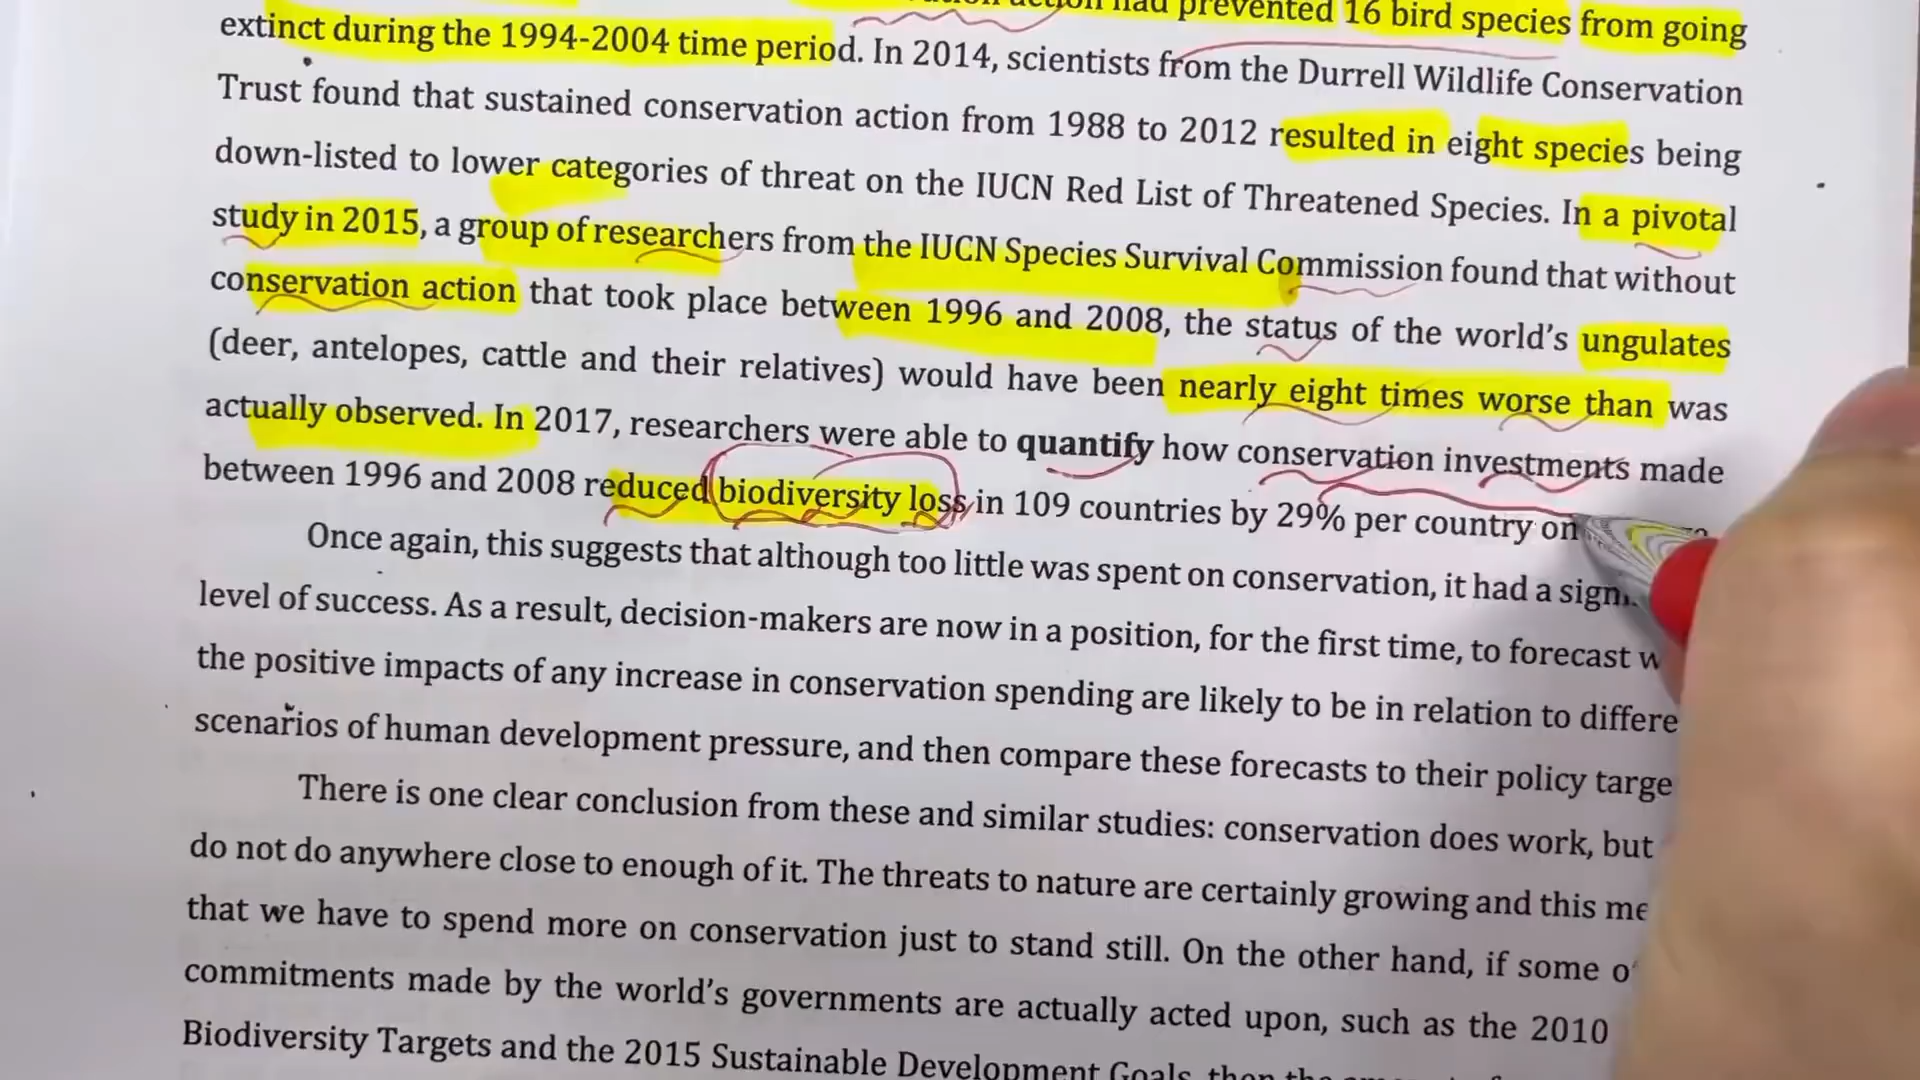 had prevented 16 bird species from going
extinct during the 1994-2004 time period. In 2014, scientists from the Durrell Wildlife Conservation
Trust found that sustained conservation action from 1988 to 2012 resulted in eight species being
down-listed to lower categories of threat on the IUCN Red List of Threatened Species. In a pivotal
study in 2015, a group of researchers from the IUCN Species Survival Commission found that without
conservation action that took place between 1996 and 2008, the status of the world's ungulates
(deer, antelopes, cattle and their relatives) would have been nearly eight times worse than was
actually observed. In 2017, researchers were able to quantify how conservation investments made
between 1996 and 2008 reduced biodiversity loss in 109 countries by 29% per country on
Once again, this suggests that although too little was spent on conservation, it had a
level of success. As a result, decision-makers are now in a position, for the first time, to forecast
the positive impacts of any increase in conservation spending are likely to be in relation to
scenarios of human development pressure, and then compare these forecasts to their policy
There is one clear conclusion from these and similar studies: conservation does work, but
do not do anywhere close to enough of it. The threats to nature are certainly growing and this
that we have to spend more on conservation just to stand still. On the other hand, if some
commitments made by the world's governments are actually acted upon, such as the 2010
Biodiversity Targets and the 2015 Sustainable Development Goals, then the